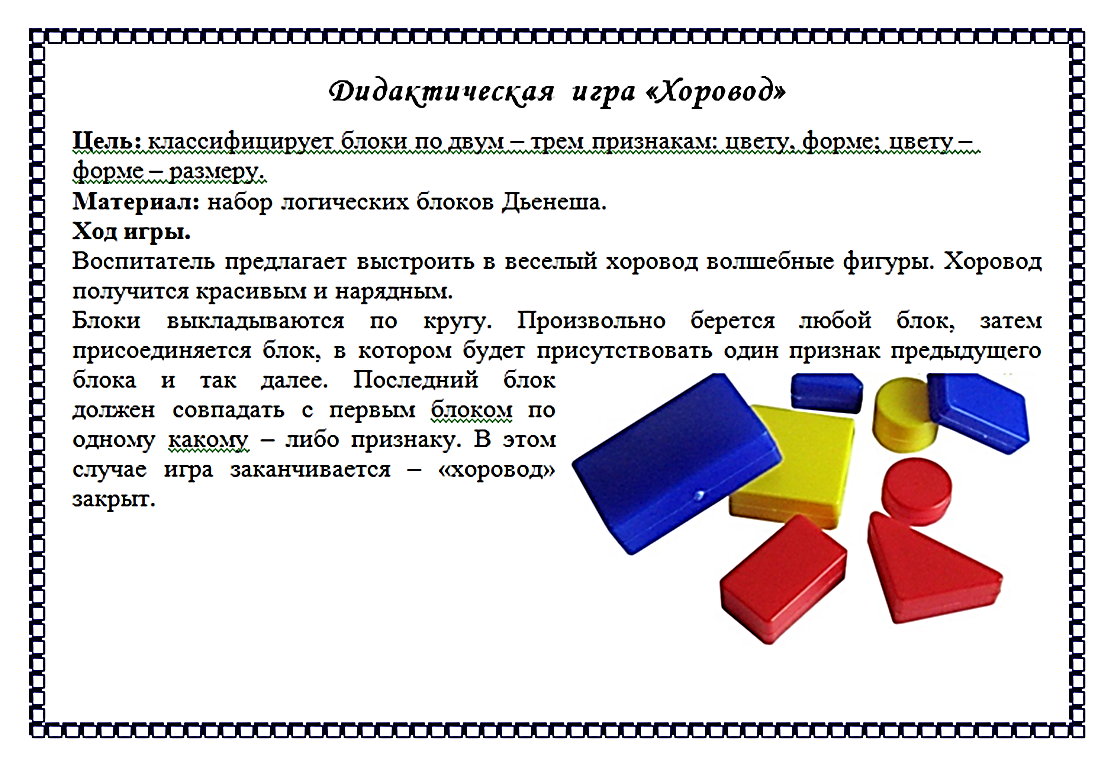 Дидактическая игра «Хоровод»
Цель: классифицирует блоки по двум – трем признакам: цвету, форме; цвету –
форме – размеру.
Материал: набор логических блоков Дьенеша.
Ход игры.
Воспитатель предлагает выстроить в веселый хоровод волшебные фигуры. Хоровод
получится красивым и нарядным.
Блоки выкладываются по кругу. Произвольно берется любой блок, затем
присоединяется блок, в котором будет присутствовать один признак предыдущего
блока и так далее. Последний блок
должен совпадать с первым блоком по
одному какому – либо признаку. В этом
случае игра заканчивается – «хоровод»
закрыт.